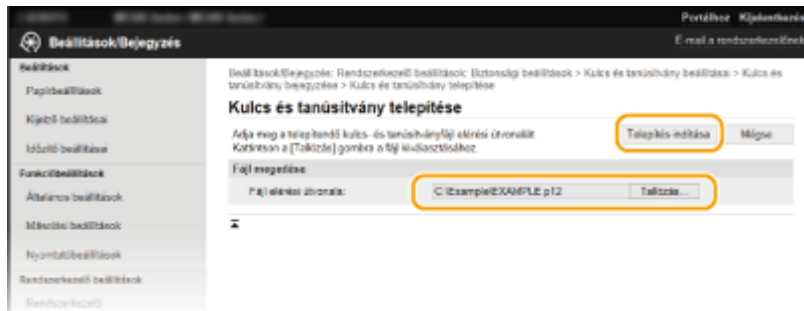 Portálhoz Kijelentkezés
Beállítások/Bejegyzés
E-mail a rendszerkezelőnek
Beállítások
Papírbeállítások
Kijelző beállításai
Időzítő beállításai
Funkcióbeállítások
Általános beállítások
Másolási beállítások
Nyomtatóbeállítások
Rendszerkezelő beállítások
Rendszerkezelő
Beállítások/Bejegyzés: Rendszerkezelő beállítások: Biztonsági beállítások > Kulcs és tanúsítvány beállításai > Kulcs és
tanúsítvány bejegyzése > Kulcs és tanúsítvány telepítése
Kulcs és tanúsítvány telepítése
Adja meg a telepítendő kulcs- és tanúsítványfájl elérési útvonalát.
Kattintson a [Tallózás] gombra a fájl kiválasztásához.
Telepítés indítása Mégse
Fájl megadása
Fájl elérési útvonala: C:\Example\EXAMPLE.p12 Tallózás...